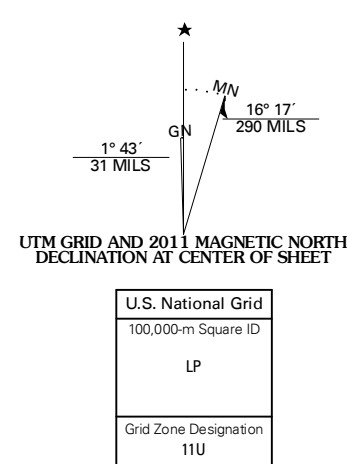 MN
GN
16° 17´
290 MILS
1° 43´
31 MILS
UTM GRID AND 2011 MAGNETIC NORTH
DECLINATION AT CENTER OF SHEET
U.S. National Grid
100,000-m Square ID
LP
Grid Zone Designation
11U